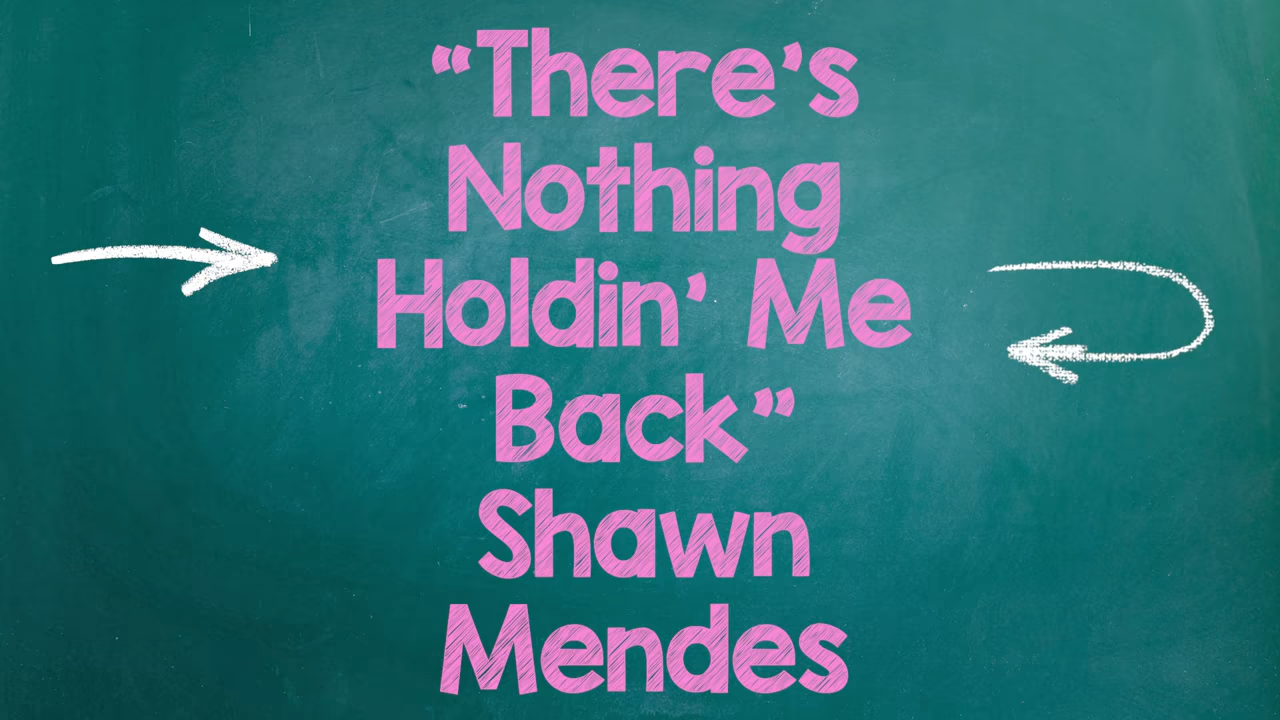 “There’s
Nothing
Holdin’ Me
Back”
Shawn
Mendes